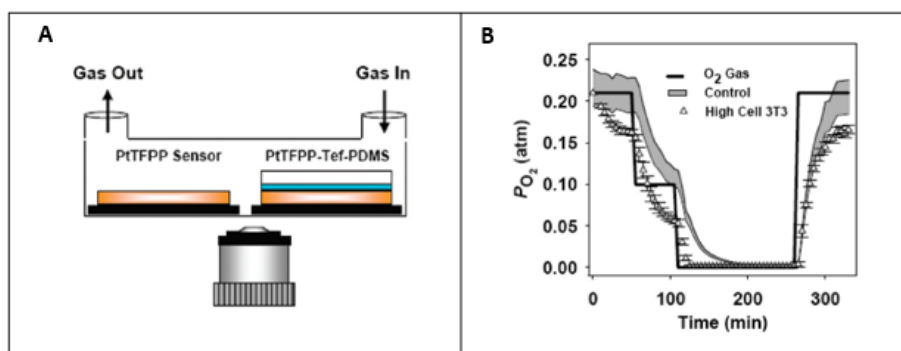 A
Gas Out
Gas In
PtTFPP Sensor
PtTFPP-Tef-PDMS
B
0.25
0.20
0.15
0.10
0.05
0.00
P O2 (atm)
O2 Gas
Control
High Cell 3T3
0
100
200
300
Time (min)